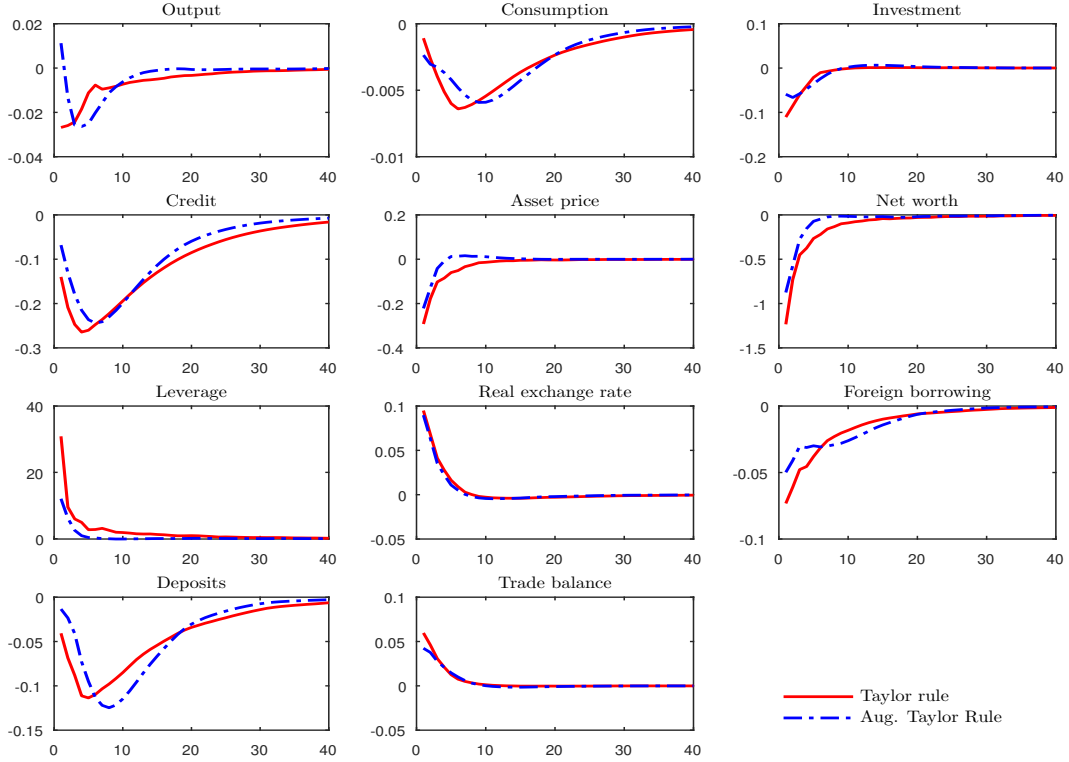 Output Consumption Investment
0.02 0 0.1
0 0
-0.02 -0.005 -0.1
-0.04 -0.01 -0.2
0 10 20 30 40 0 10 20 30 40 0 10 20 30 40
Credit Asset price Net worth
0 0.2 0
-0.1 0 -0.5
-0.2 -0.2 -1
-0.3 -0.4 -1.5
0 10 20 30 40 0 10 20 30 40 0 10 20 30 40
Leverage Real exchange rate Foreign borrowing
40 0.1 0
20 0.05 -0.05
0 0
-0.05 -0.1
0 10 20 30 40 0 10 20 30 40 0 10 20 30 40
Deposits Trade balance
0 0.1
-0.05 0.05
-0.1 0
-0.15 -0.05
0 10 20 30 40 0 10 20 30 40
Taylor rule
Aug. Taylor Rule